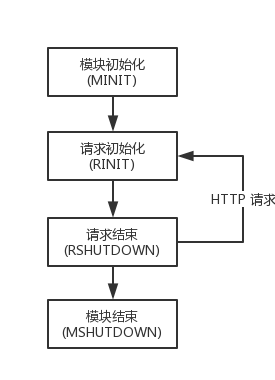 模块初始化
(MINIT)
请求初始化
(RINIT)
HTTP 请求
请求结束
(RSHUTDOWN)
模块结束
(MSHUTDOWN)